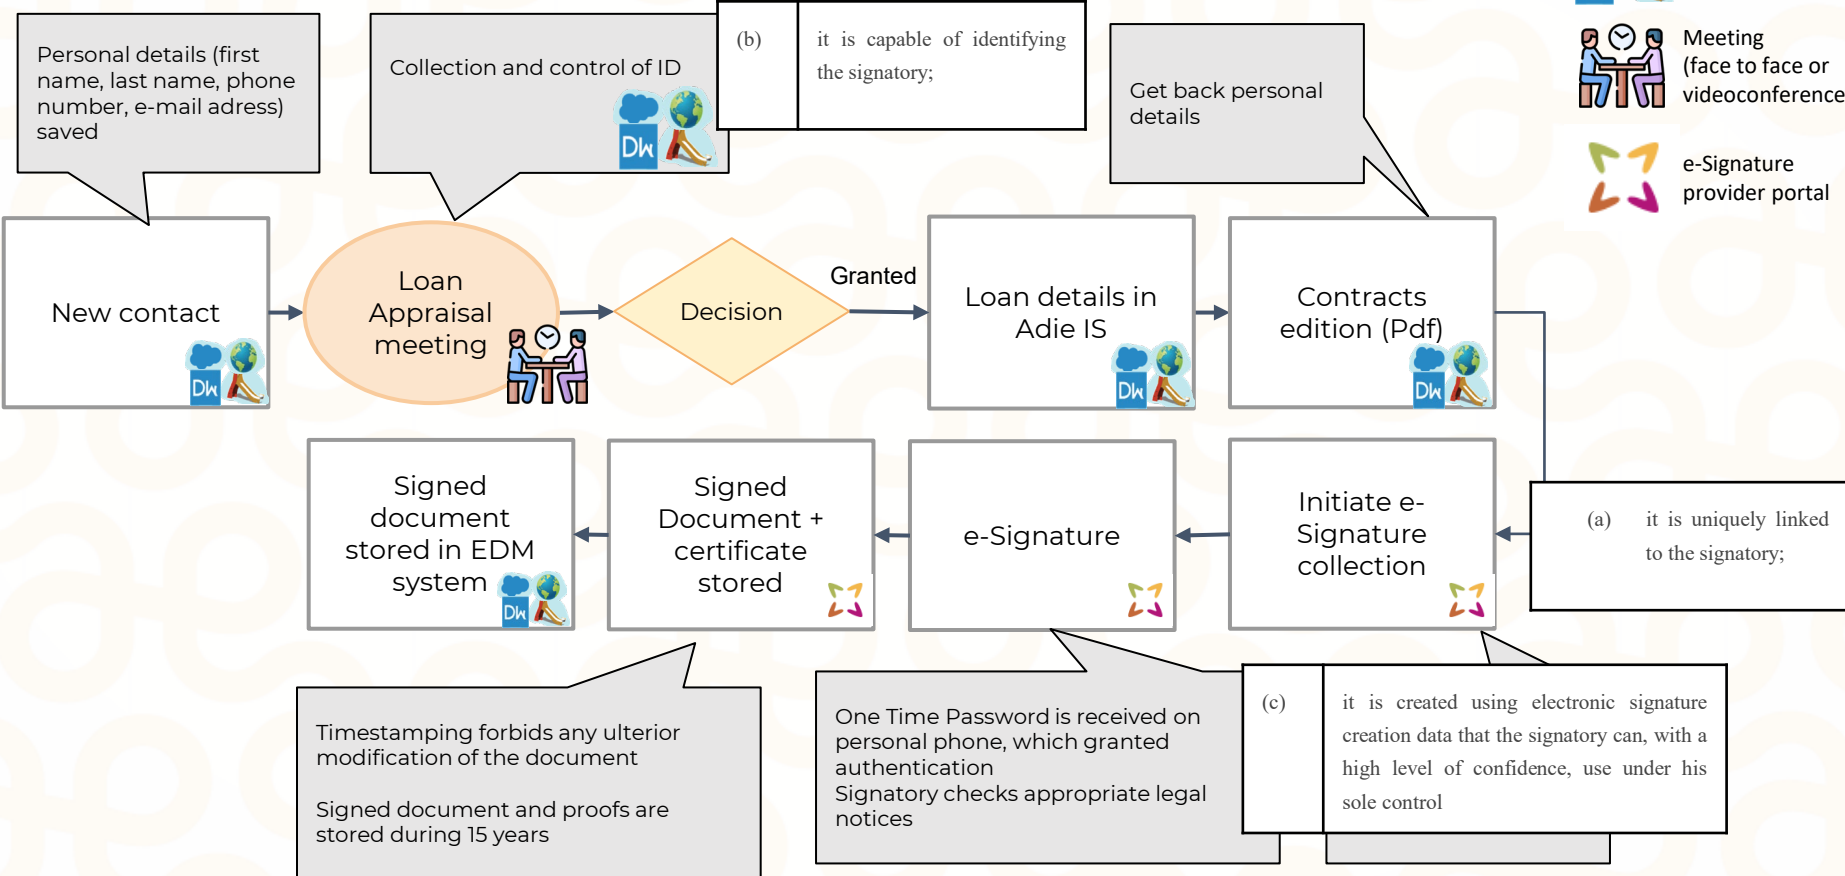 Personal details (first
name, last name, phone
number, e-mail adress)
saved
Collection and control of ID
DW
(b) it is capable of identifying
the signatory;
Get back personal
details
Meeting
(face to face or
videoconference
e-Signature
provider portal
New contact
DW
Loan
Appraisal
meeting
Decision
Granted
Loan details in
Adie IS
DW
Contracts
edition (Pdf)
DW
Signed
document
stored in EDM
system
DW
Signed
Document +
certificate
stored
e-Signature
Initiate e-
Signature
collection
(a) it is uniquely linked
to the signatory;
Timestamping forbids any ulterior
modification of the document
Signed document and proofs are
stored during 15 years
One Time Password is received on
personal phone, which granted
authentication
Signatory checks appropriate legal
notices
(c) it is created using electronic signature
creation data that the signatory can, with a
high level of confidence, use under his
sole control